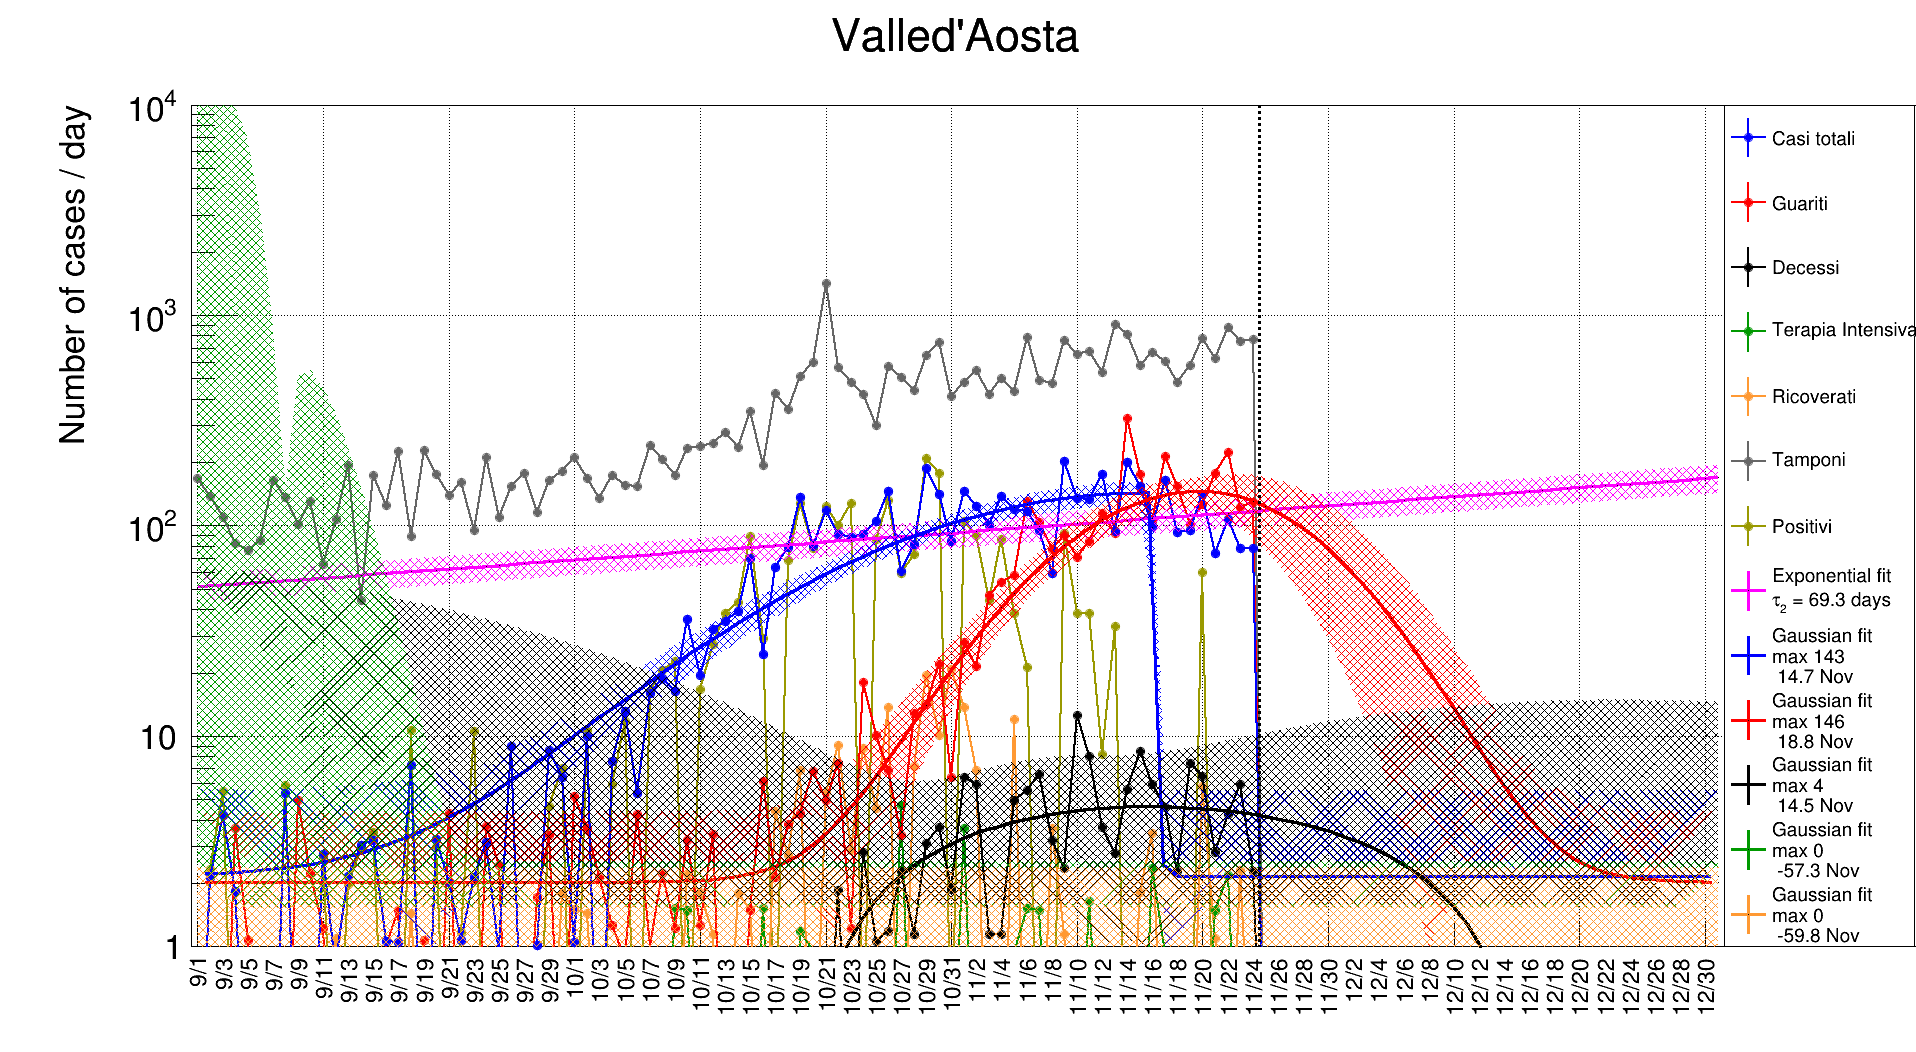 Valled'Aosta
Number of cases / day
10^4
10^3
10^2
10
1
9/1 9/3 9/5 9/7 9/9 9/11 9/13 9/15 9/17 9/19 9/21 9/23 9/25 9/27 9/29 10/1 10/3 10/5 10/7 10/9 10/11 10/13 10/15 10/17 10/19 10/21 10/23 10/25 10/27 10/29 10/31 11/2 11/4 11/6 11/8 11/10 11/12 11/14 11/16 11/18 11/20 11/22 11/24 11/26 11/28 11/30 12/2 12/4 12/6 12/8 12/10 12/12 12/14 12/16 12/18 12/20 12/22 12/24 12/26 12/28 12/30
Casi totali
Guariti
Decessi
Terapia Intensiva
Ricoverati
Tamponi
Positivi
Exponential fit
τ2 = 69.3 days
Gaussian fit
max 143
14.7 Nov
Gaussian fit
max 146
18.8 Nov
Gaussian fit
max 4
14.5 Nov
Gaussian fit
max 0
-57.3 Nov
Gaussian fit
max 0
-59.8 Nov